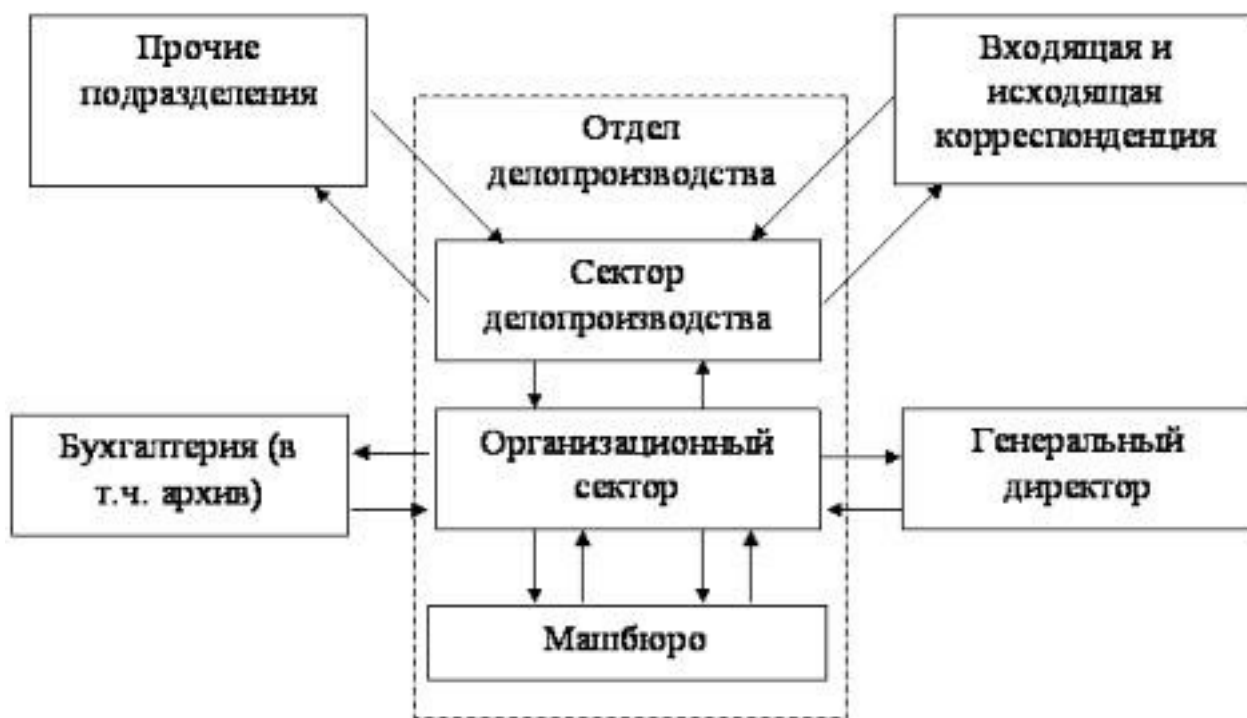 Прочие
подразделения
Входящая и
исходящая
корреспонденция
Отдел
делопроизводства
Сектор
делопроизводства
Бухгалтерия (в
т.ч. архив)
Организационный
сектор
Генеральный
директор
Машбюро